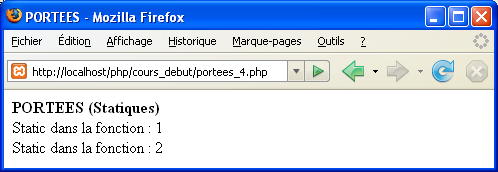 PORTEES - Mozilla Firefox
Fichier Édition Affichage Historique Marque-pages Outils ?
http://localhost/php/cours_debut/portees_4.php
PORTEES (Statiques)
Static dans la fonction : 1
Static dans la fonction : 2